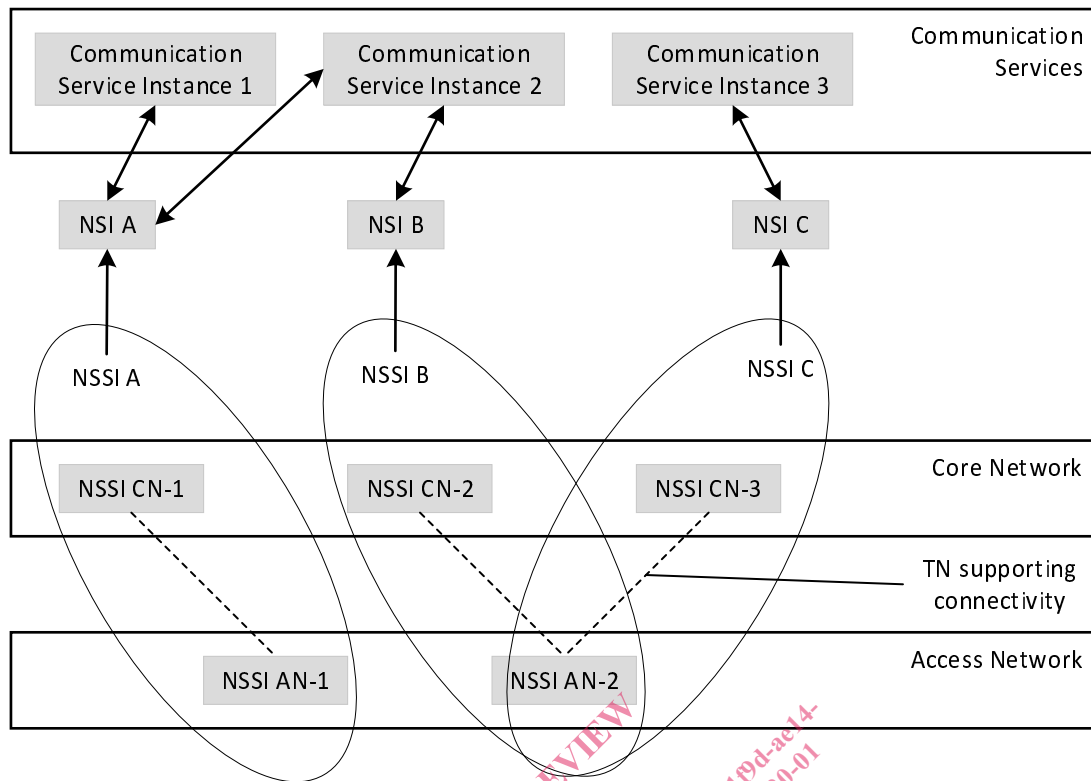 Communication
Service Instance 1
Communication
Service Instance 2
Communication
Service Instance 3
Communication
Services
NSI A
NSI B
NSI C
NSSI A
NSSI B
NSSI C
Core Network
NSSI CN-1
NSSI CN-2
NSSI CN-3
TN supporting
connectivity
Access Network
NSSI AN-1
NSSI AN-2